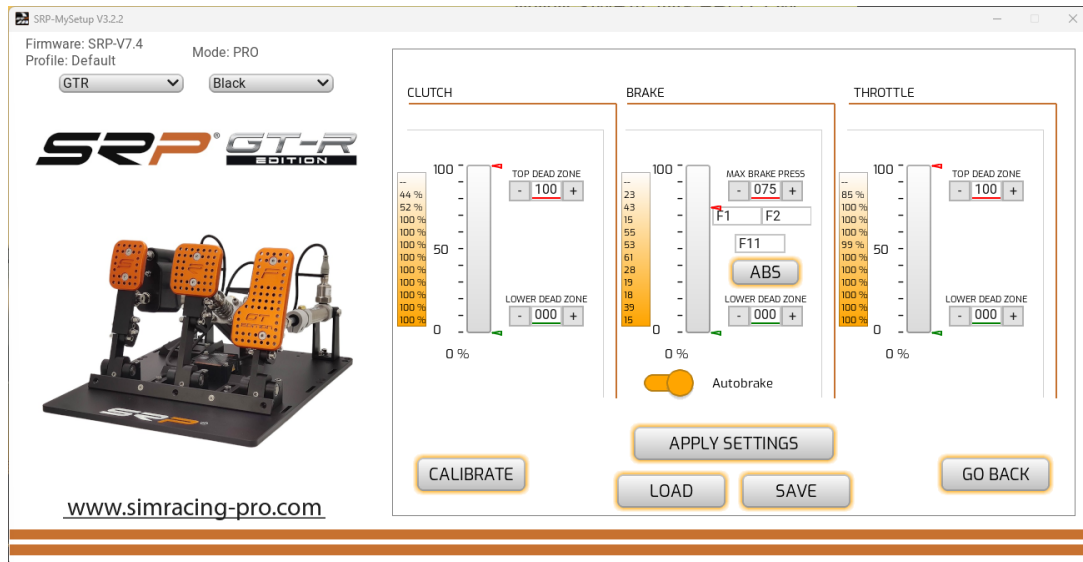 SRP-MySetup V3.2.2
Firmware: SRP-V7.4
Profile: Default
Mode: PRO
GTR
Black
SRP® GT-R
EDITION
GT
EDITION
SRP®
www.simracing-pro.com
CLUTCH
--
44 %
52 %
100 %
100 %
100 %
100 %
100 %
100 %
100 %
100 %
100 %
100
50
0
0 %
TOP DEAD ZONE
- 100 +
LOWER DEAD ZONE
- 000 +
BRAKE
--
23
43
15
55
53
61
28
19
18
39
15
100
0
0 %
MAX BRAKE PRESS
- 075 +
F1 F2
F11
ABS
LOWER DEAD ZONE
- 000 +
Autobrake
THROTTLE
--
85 %
100 %
100 %
100 %
99 %
100 %
100 %
100 %
100 %
100 %
100 %
100
50
0
0 %
TOP DEAD ZONE
- 100 +
LOWER DEAD ZONE
- 000 +
APPLY SETTINGS
CALIBRATE
LOAD
SAVE
GO BACK